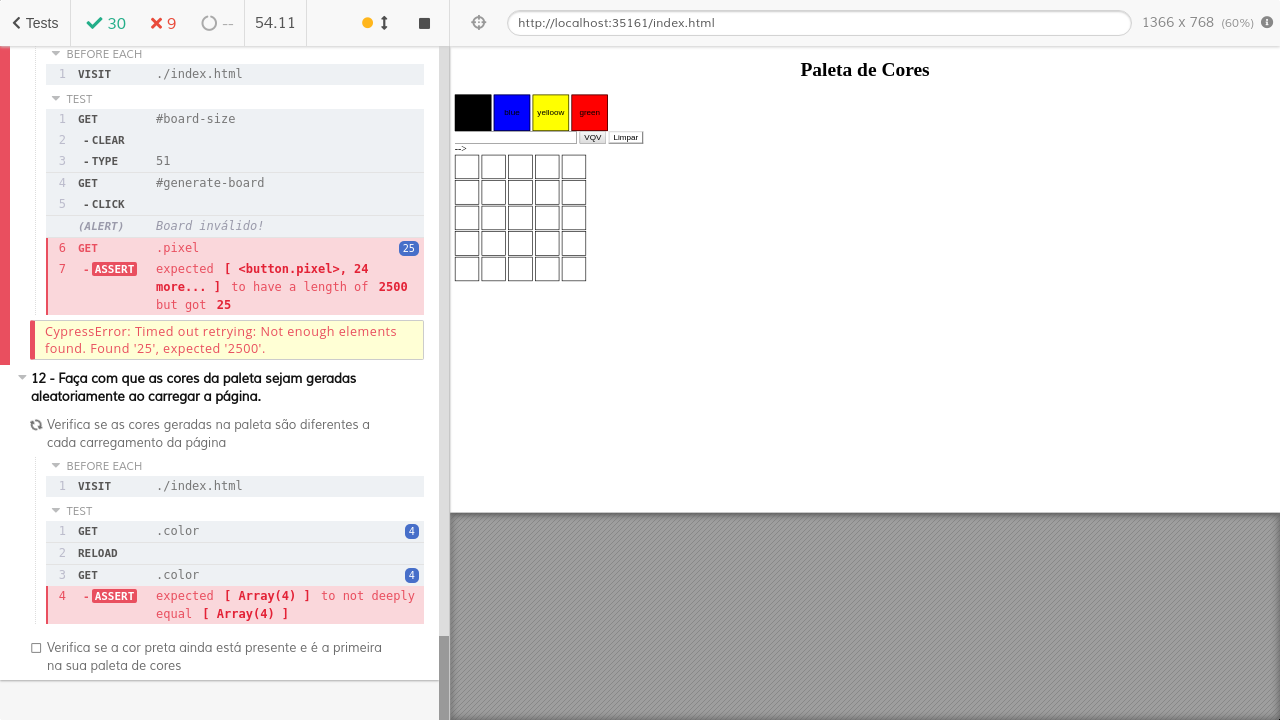 Tests
30
9
--
54.11
http://localhost:35161/index.html
1366 x 768 (60%)
BEFORE EACH
1 VISIT ./index.html
TEST
1 GET #board-size
2 - CLEAR
3 - TYPE 51
4 GET #generate-board
5 - CLICK
(ALERT) Board inválido!
6 GET .pixel 25
7 - ASSERT expected [ <button.pixel>, 24
more... ] to have a length of 2500
but got 25
CypressError: Timed out retrying: Not enough elements
found. Found '25', expected '2500'.
12 - Faça com que as cores da paleta sejam geradas
aleatoriamente ao carregar a página.
Verifica se as cores geradas na paleta são diferentes a
cada carregamento da página
BEFORE EACH
1 VISIT ./index.html
TEST
1 GET .color 4
2 RELOAD
3 GET .color 4
4 - ASSERT expected [ Array(4) ] to not deeply
equal [ Array(4) ]
Verifica se a cor preta ainda está presente e é a primeira
na sua paleta de cores
Paleta de Cores
blue yelloow green
VQV Limpar
-->